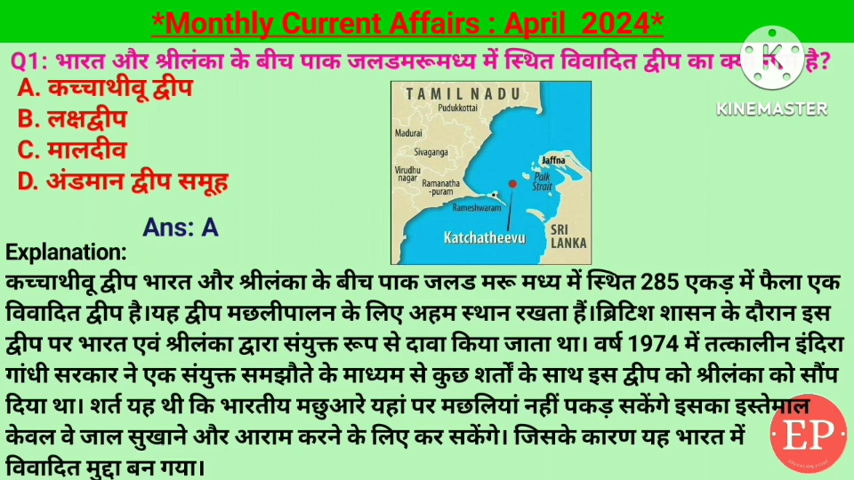 *Monthly Current Affairs : April 2024*
Q1: भारत और श्रीलंका के बीच पाक जलडमरूमध्य में स्थित विवादित द्वीप का है?
KINEMASTER
A. कच्चाथीवू द्वीप
B. लक्षद्वीप
C. मालदीव
D. अंडमान द्वीप समूह
Ans: A
TAMIL NADU
Pudukkottai
Madurai
Sivaganga
Virudhu
nagar
Ramanatha
-puram
Rameshwaram
Jaffna
Palk
Strait
Katchatheevu
SRI
LANKA
Explanation:
कच्चाथीवू द्वीप भारत और श्रीलंका के बीच पाक जलड मरू मध्य में स्थित 285 एकड़ में फैला एक
विवादित द्वीप है।यह द्वीप मछलीपालन के लिए अहम स्थान रखता हैं।ब्रिटिश शासन के दौरान इस
द्वीप पर भारत एवं श्रीलंका द्वारा संयुक्त रूप से दावा किया जाता था। वर्ष 1974 में तत्कालीन इंदिरा
गांधी सरकार ने एक संयुक्त समझौते के माध्यम से कुछ शर्तों के साथ इस द्वीप को श्रीलंका को सौंप
दिया था। शर्त यह थी कि भारतीय मछुआरे यहां पर मछलियां नहीं पकड़ सकेंगे इसका इस्तेमाल
केवल वे जाल सुखाने और आराम करने के लिए कर सकेंगे। जिसके कारण यह भारत में
विवादित मुद्दा बन गया।
EP